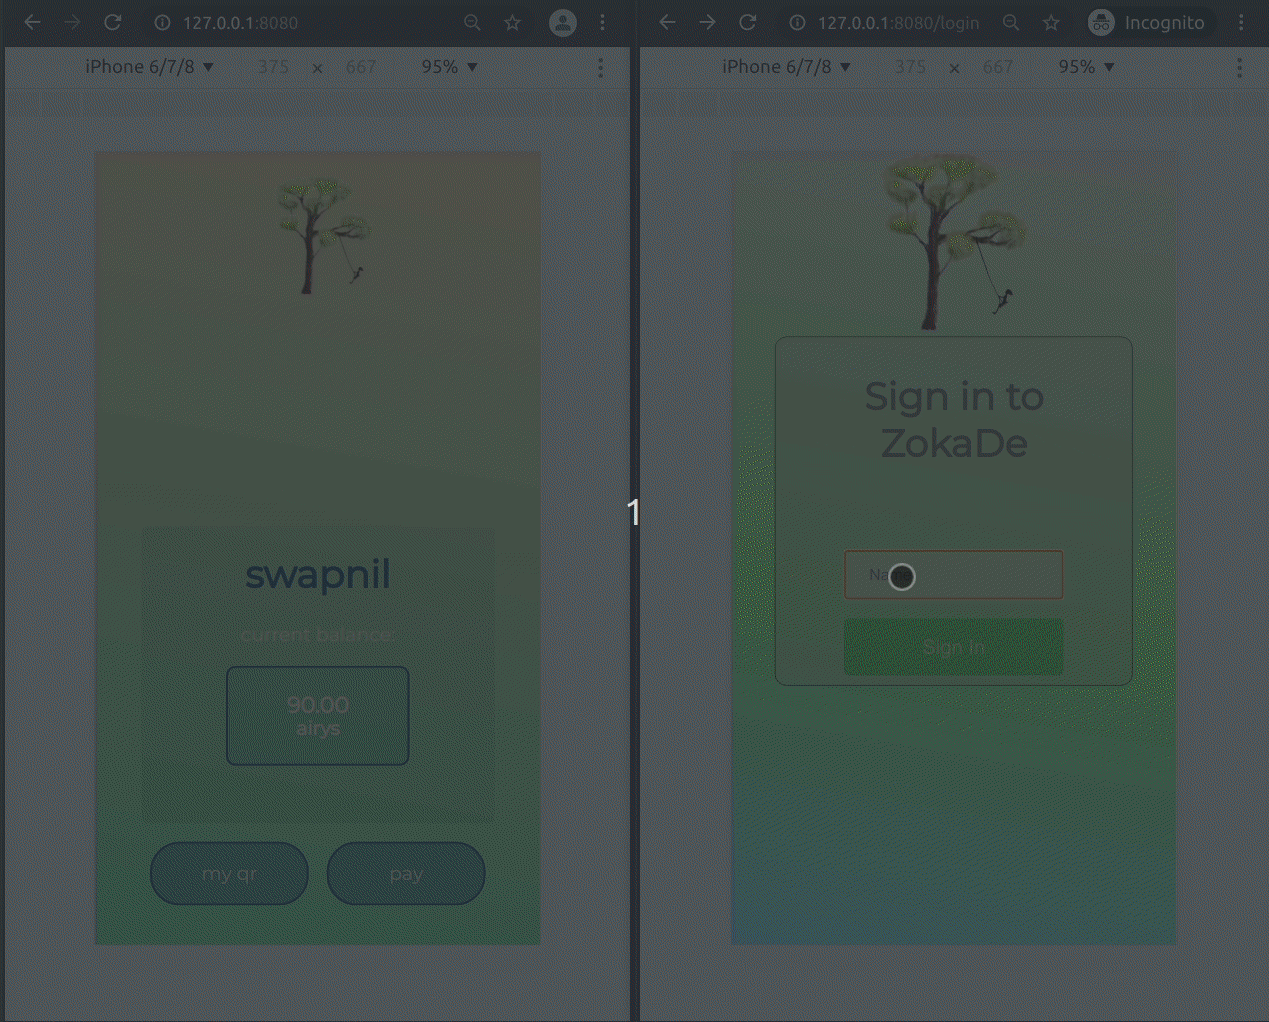 127.0.0.1:8080
iPhone 6/7/8 375 × 667 95%
swapnil
current balance:
90.00
airys
my qr pay
1
127.0.0.1:8080/login Incognito
iPhone 6/7/8 375 × 667 95%
Sign in to
ZokaDe
Sign In